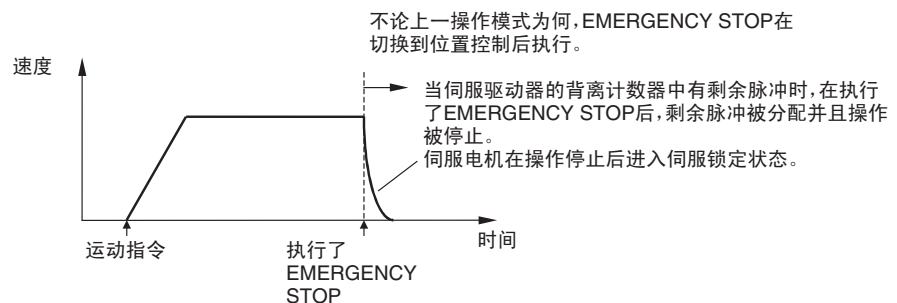 不论上一操作模式为何,EMERGENCY STOP在
切换到位置控制后执行。
速度
当伺服驱动器的背离计数器中有剩余脉冲时,在执行
了EMERGENCY STOP后,剩余脉冲被分配并且操作
被停止。
伺服电机在操作停止后进入伺服锁定状态。
时间
运动指令
执行了
EMERGENCY
STOP